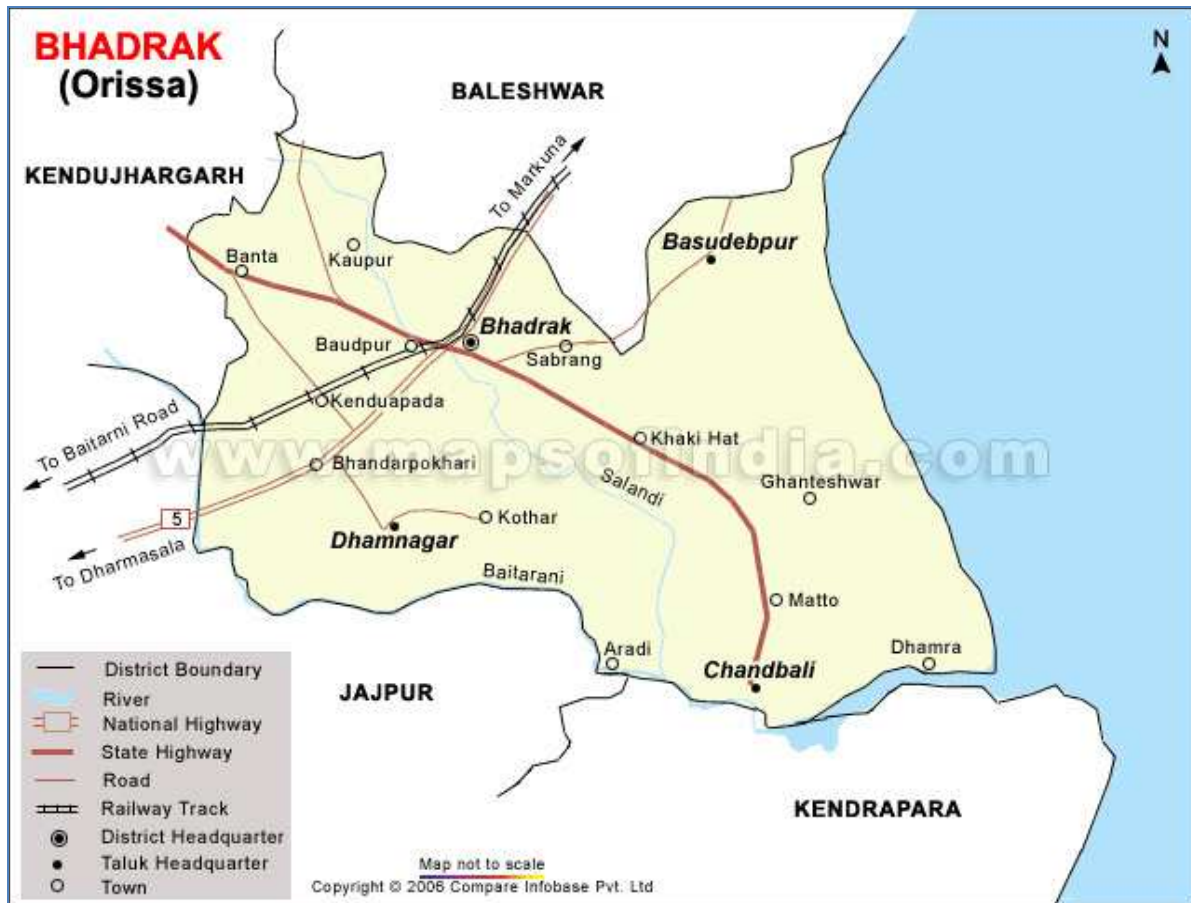 BHADRAK
(Orissa)
N
BALESHWAR
KENDUJHARGARH
To Markuna
Basudebpur
Banta
Kaupur
Bhadrak
Baudpur
Sabrang
Kenduapada
To Baitarni Road
Khaki Hat
www.mapsofindia.com
Bhandarpokhari
Salandi
Ghanteshwar
5
Kothar
Dhamnagar
To Dharmasala
Baitarani
Matto
Aradi
Dhamra
Chandbali
District Boundary
River
National Highway
State Highway
Road
Railway Track
District Headquarter
Taluk Headquarter
Town
JAJPUR
KENDRAPARA
Map not to scale
Copyright © 2006 Compare Infobase Pvt. Ltd